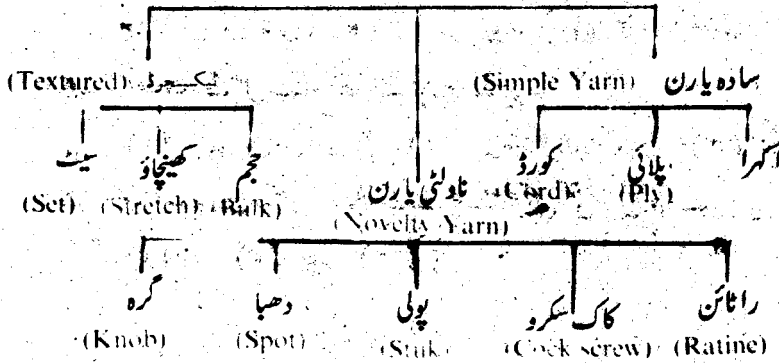 سادہ یارن (Simple Yarn) ٹیکسچرڈ (Textured)
اکہرا پلائی کورڈ حجم کھینچاؤ سیٹ
(Ply) (Cord) ناولٹی یارن (Bulk) (Stretch) (Set)
(Novelty Yarn)
راٹائن کاک سکرو پولی دھبا گرہ
(Ratine) (Cock screw) (Spot) (Knob)